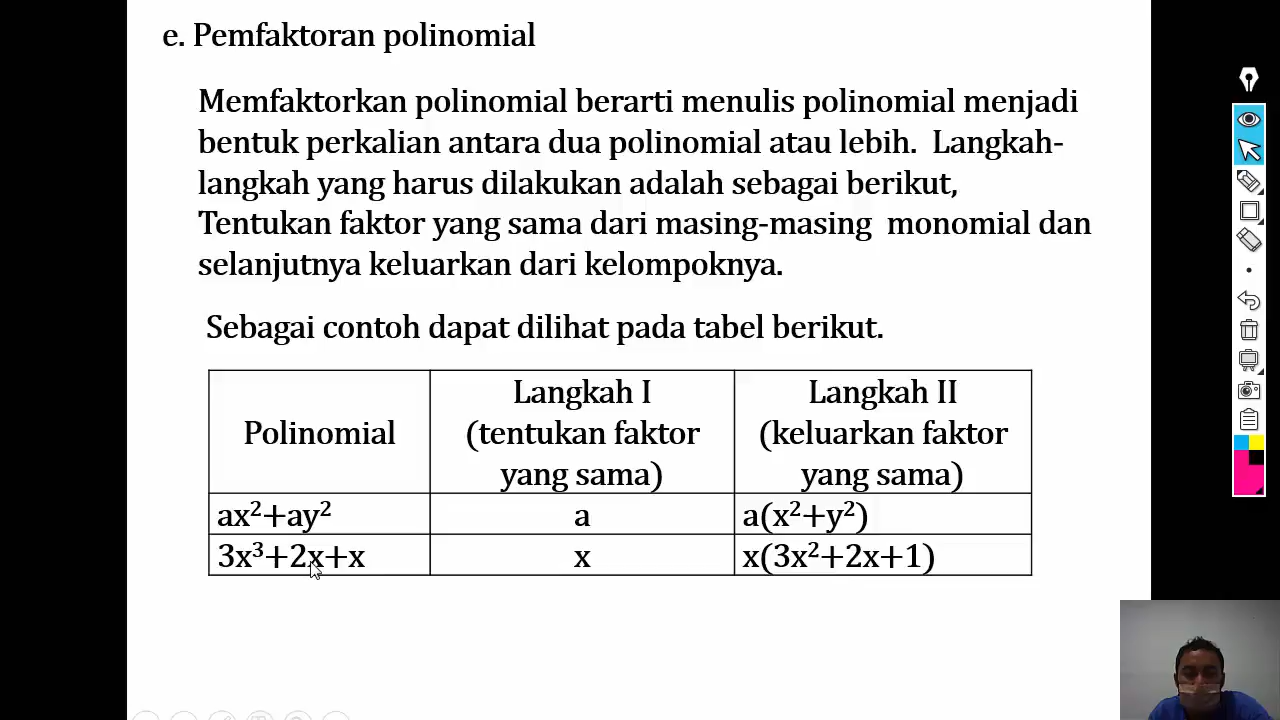 e. Pemfaktoran polinomial
Memfaktorkan polinomial berarti menulis polinomial menjadi
bentuk perkalian antara dua polinomial atau lebih.  Langkah-
langkah yang harus dilakukan adalah sebagai berikut,
Tentukan faktor yang sama dari masing-masing  monomial dan
selanjutnya keluarkan dari kelompoknya.
Sebagai contoh dapat dilihat pada tabel berikut.
Polinomial
Langkah I
(tentukan faktor
yang sama)
Langkah II
(keluarkan faktor
yang sama)
ax²+ay²
a
a(x²+y²)
3x³+2x+x
x
x(3x²+2x+1)